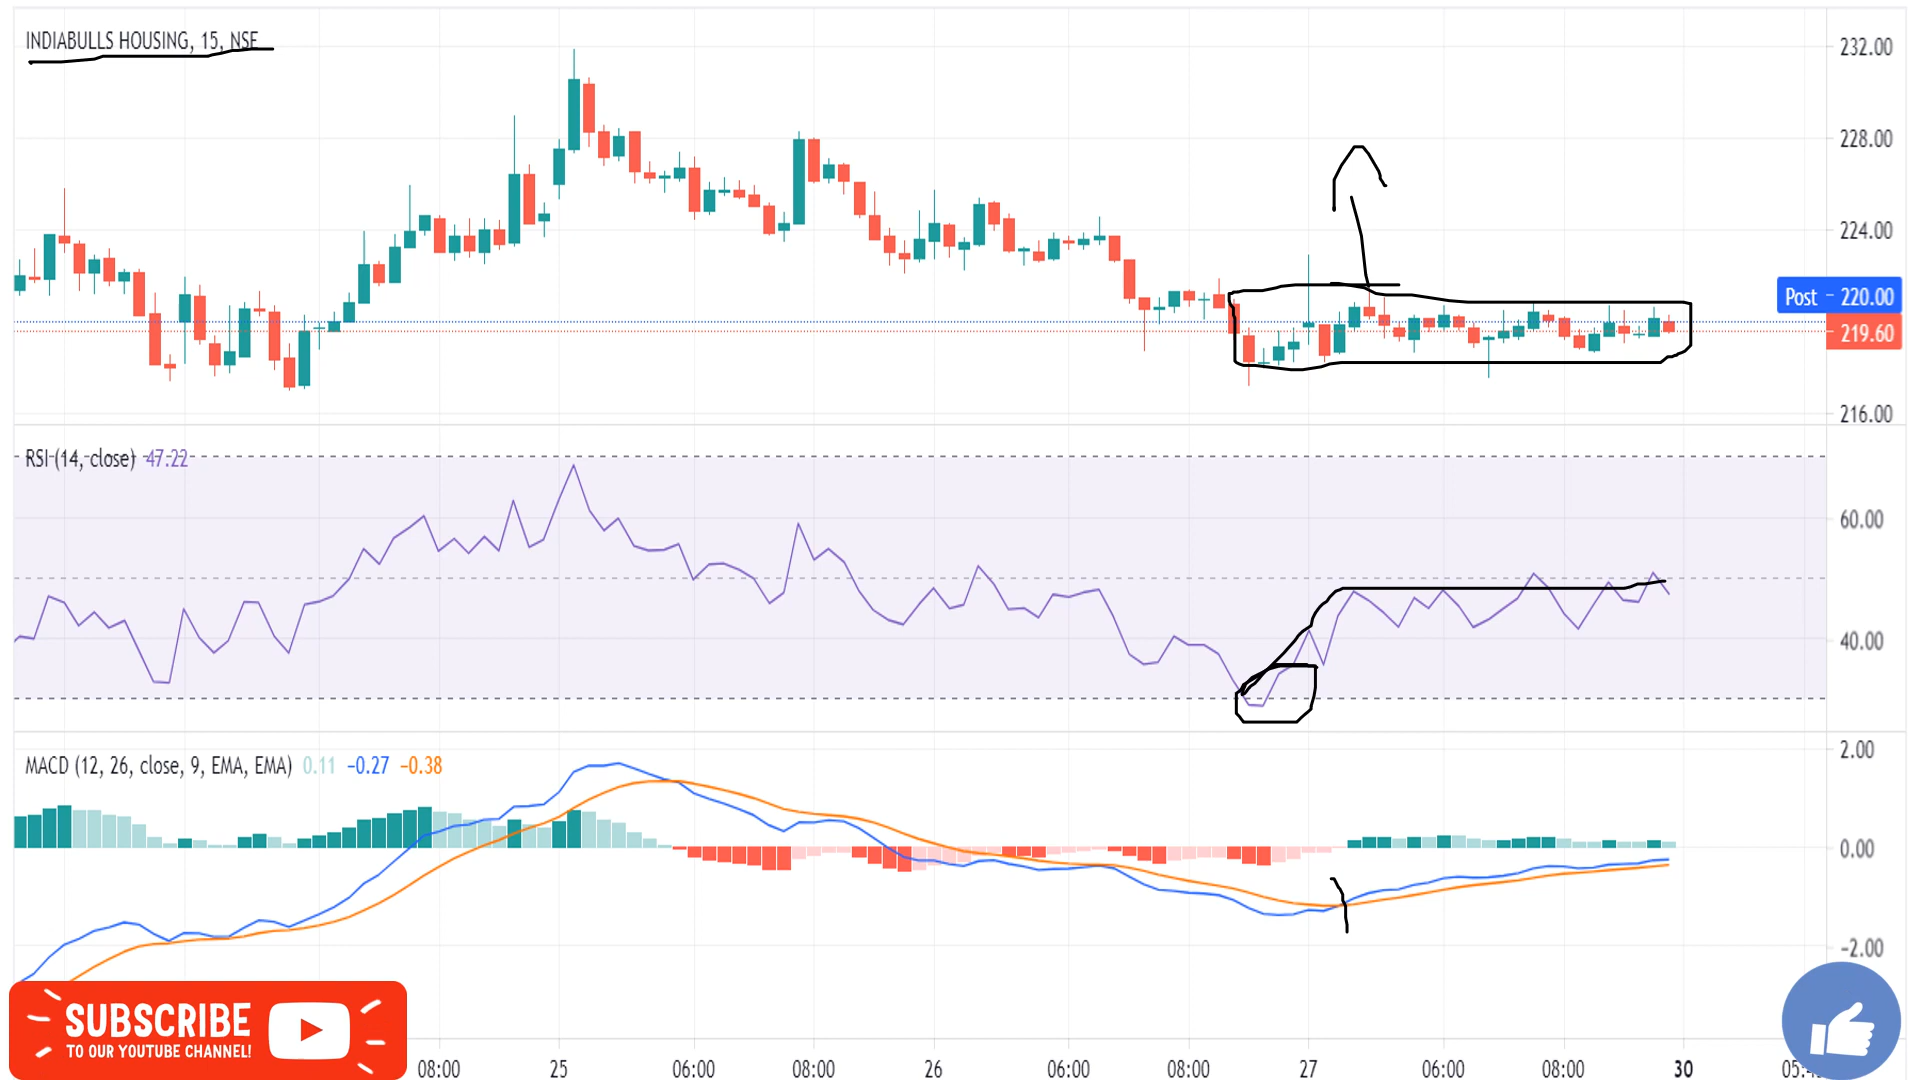 INDIABULLS HOUSING, 15, NSE
232.00
228.00
224.00
Post - 220.00
219.60
216.00
RSI (14, close) 47.22
60.00
40.00
MACD (12, 26, close, 9, EMA, EMA) 0.11 −0.27 −0.38
2.00
0.00
−2.00
SUBSCRIBE
TO OUR YOUTUBE CHANNEL!
08:00 25 06:00 08:00 26 06:00 08:00 27 06:00 08:00 30